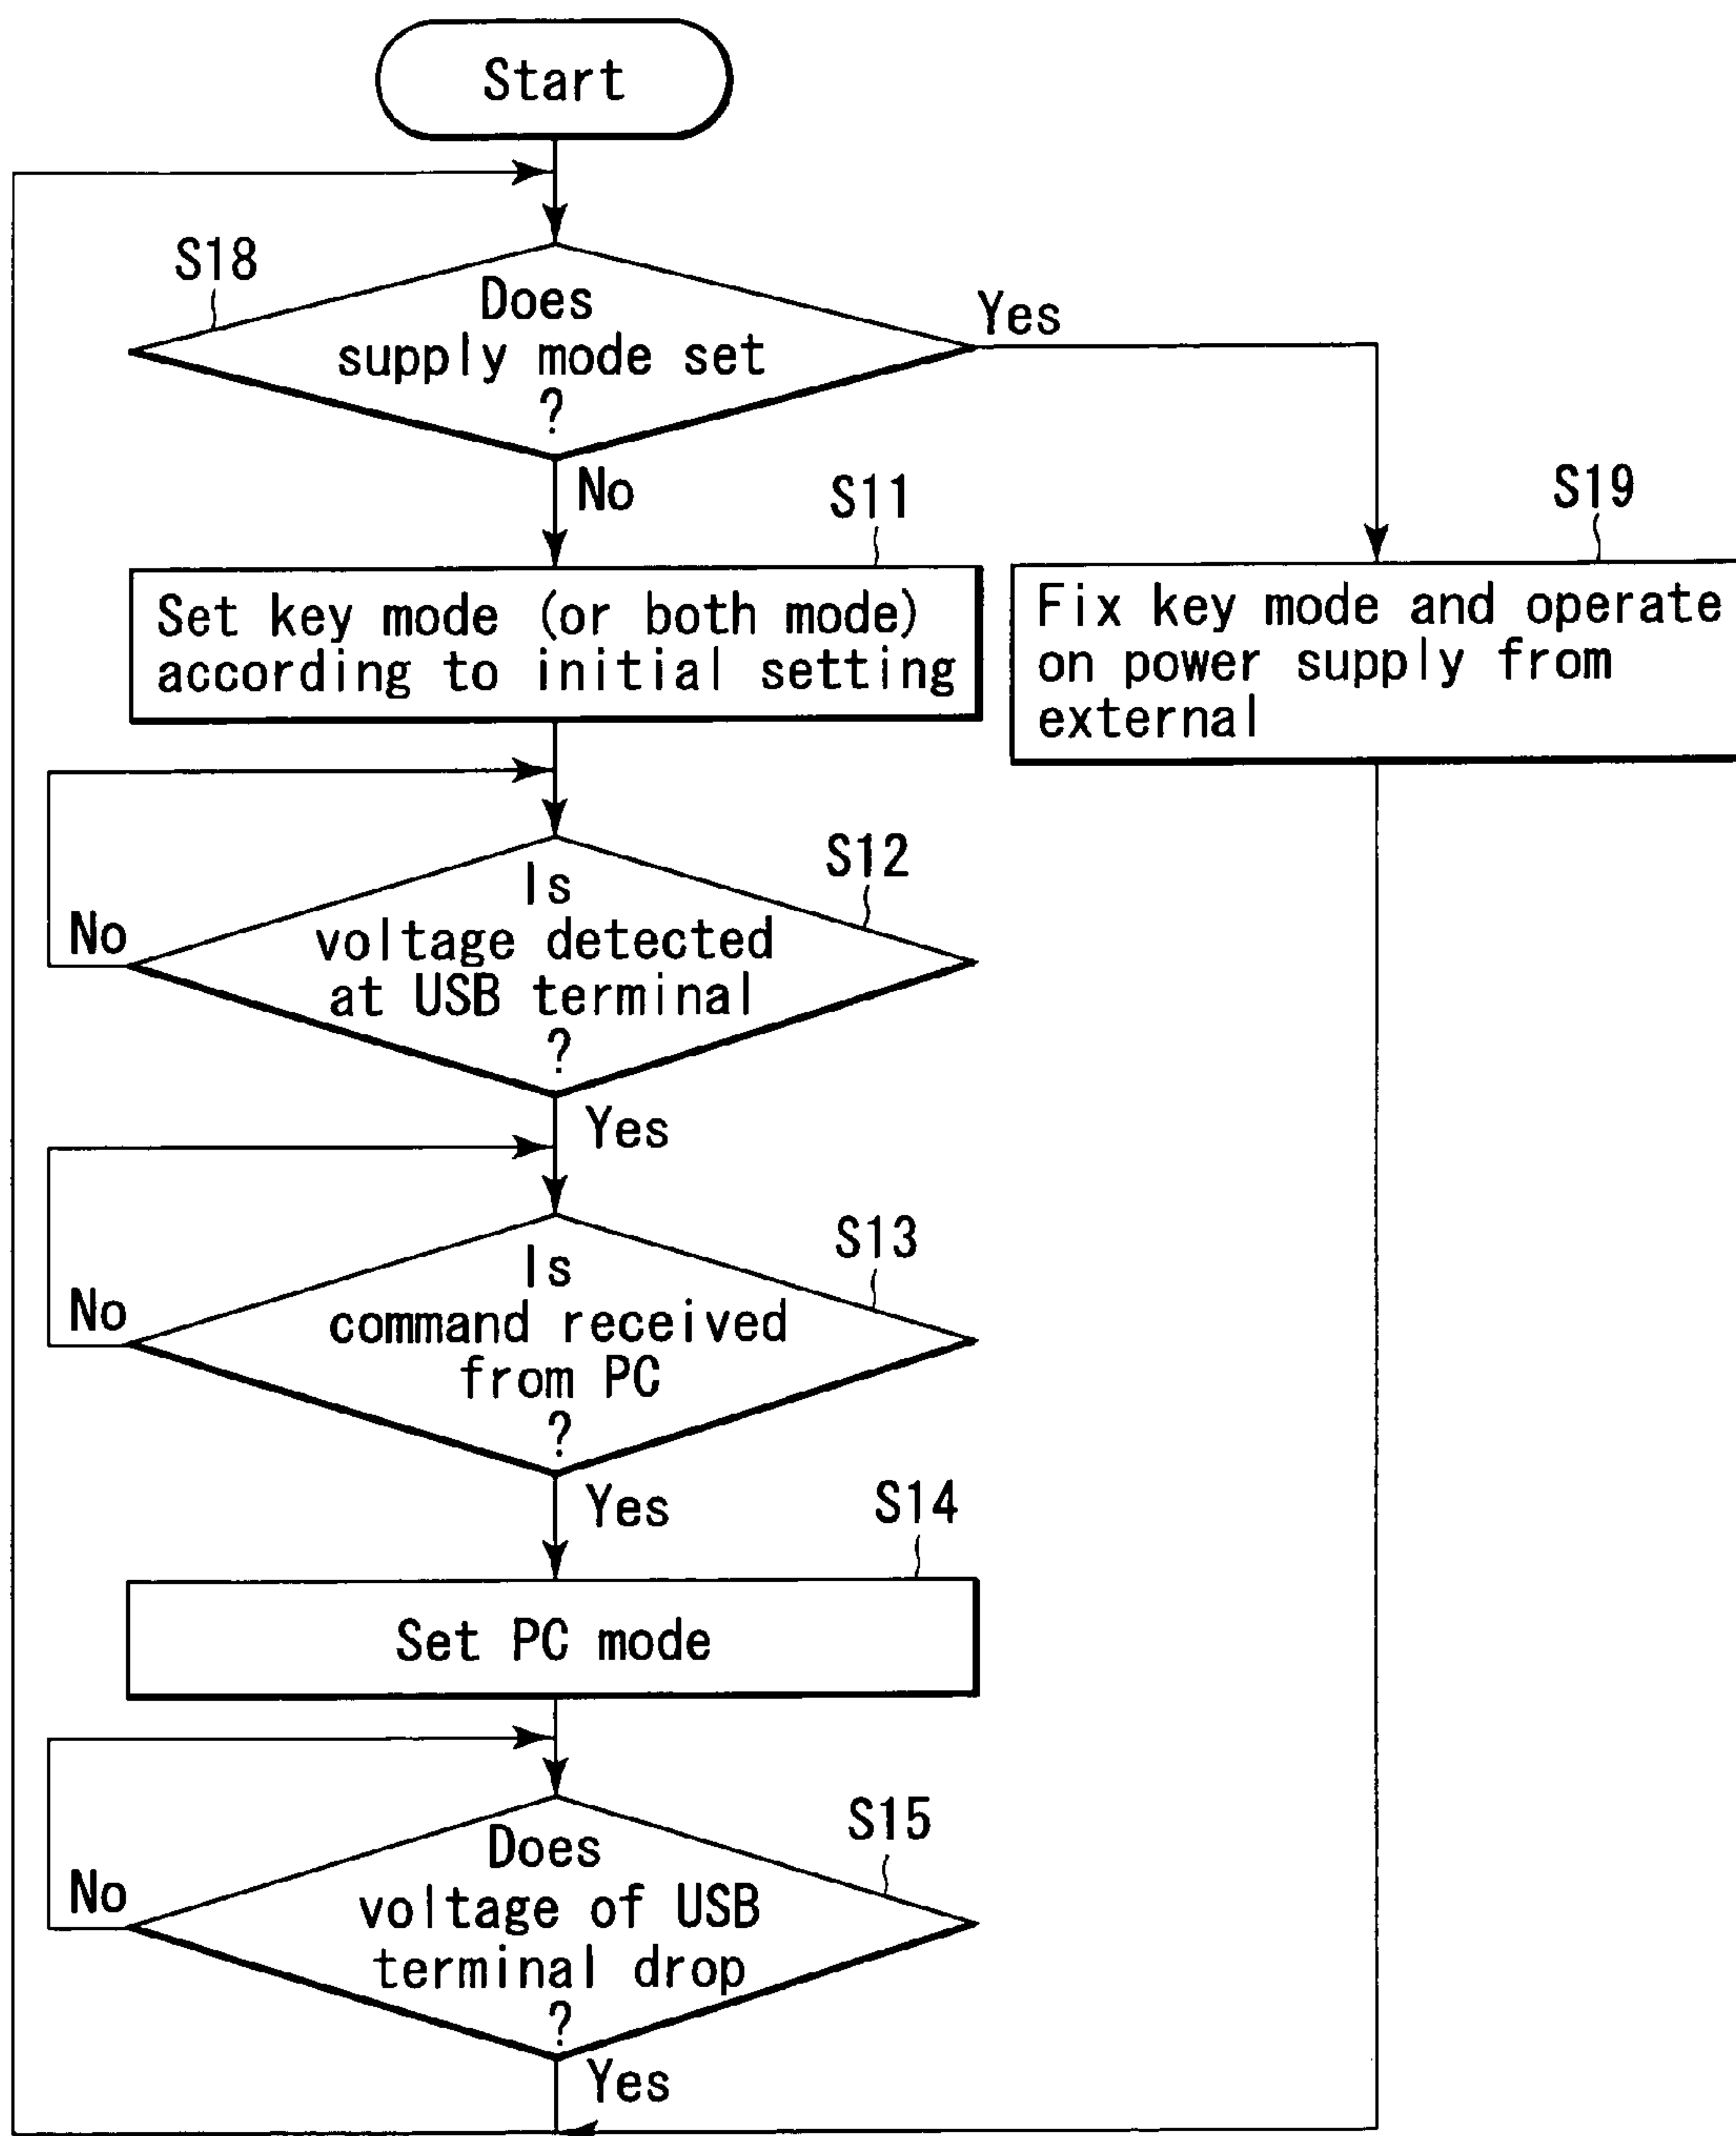 Start
S18
Does
supply mode set
?
Yes
No
S11
Set key mode (or both mode)
according to initial setting
S19
Fix key mode and operate
on power supply from
external
S12
Is
voltage detected
at USB terminal
?
No
Yes
S13
Is
command received
from PC
?
No
Yes
S14
Set PC mode
S15
Does
voltage of USB
terminal drop
?
No
Yes